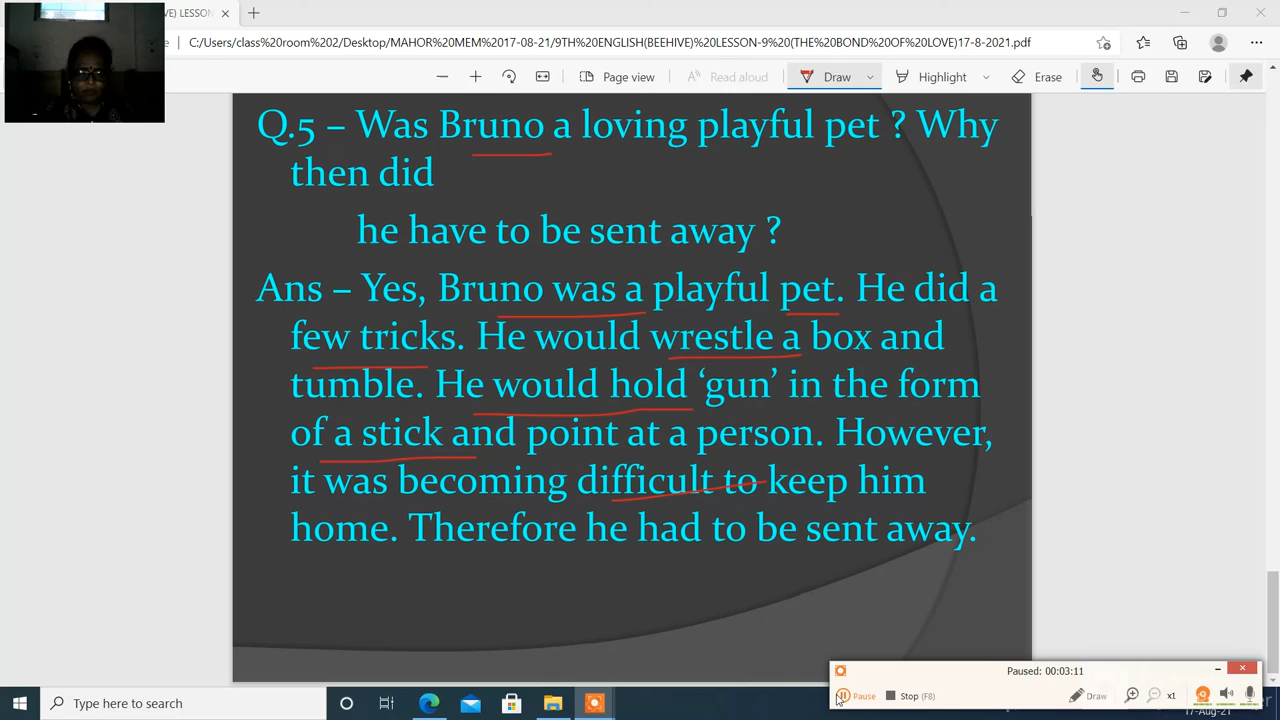 VE) LESSON
C:/Users/class%20room%202/Desktop/MAHOR%20MEM%2017-08-21/9TH%20ENGLISH(BEEHIVE)%20LESSON-9%20(THE%20BOND%20OF%20LOVE)17-8-2021.pdf
Page view
Read aloud
Draw
Highlight
Erase
Q.5 – Was Bruno a loving playful pet ? Why
then did
he have to be sent away ?
Ans – Yes, Bruno was a playful pet. He did a
few tricks. He would wrestle a box and
tumble. He would hold ‘gun’ in the form
of a stick and point at a person. However,
it was becoming difficult to keep him
home. Therefore he had to be sent away.
Paused: 00:03:11
Pause
Stop (F8)
Draw
x1
Type here to search
17-Aug-21